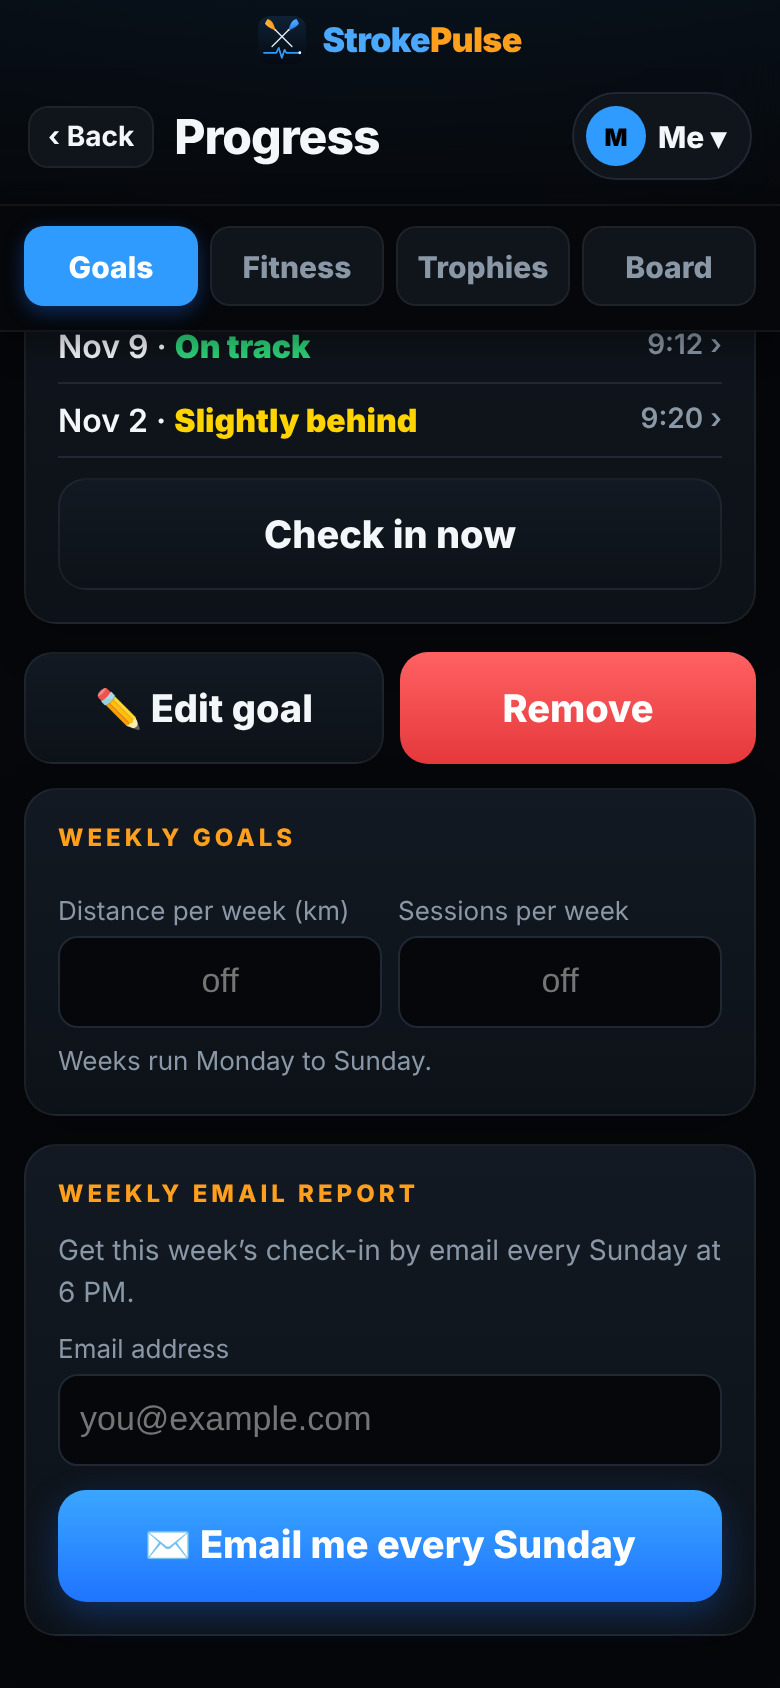 StrokePulse
‹ Back
Progress
M
Me ▾
Goals
Fitness
Trophies
Board
Nov 9 · On track
9:12 ›
Nov 2 · Slightly behind
9:20 ›
Check in now
✏️ Edit goal
Remove
WEEKLY GOALS
Distance per week (km)
Sessions per week
off
off
Weeks run Monday to Sunday.
WEEKLY EMAIL REPORT
Get this week’s check-in by email every Sunday at
6 PM.
Email address
you@example.com
✉️ Email me every Sunday